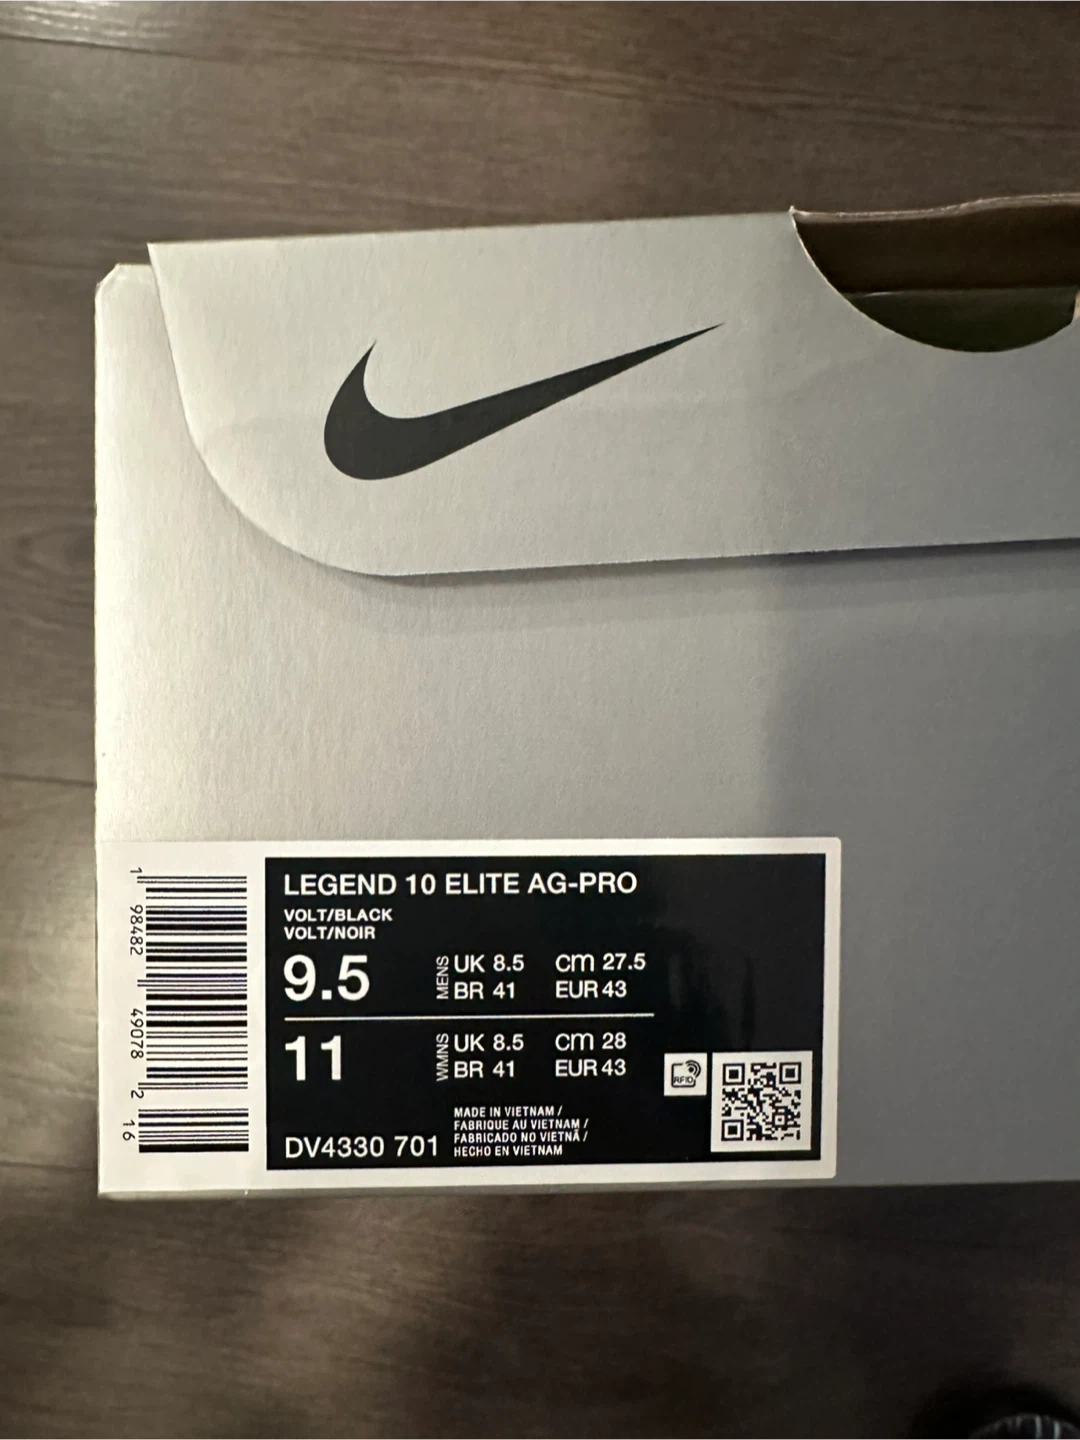 LEGEND 10 ELITE AG-PRO
VOLT/BLACK
VOLT/NOIR
9.5
MENS
UK 8.5 cm 27.5
BR 41 EUR 43
11
WMNS
UK 8.5 cm 28
BR 41 EUR 43
DV4330 701
MADE IN VIETNAM /
FABRIQUE AU VIETNAM /
FABRICADO NO VIETNÃ /
HECHO EN VIETNAM
RFID
1 98482 49078 2 16